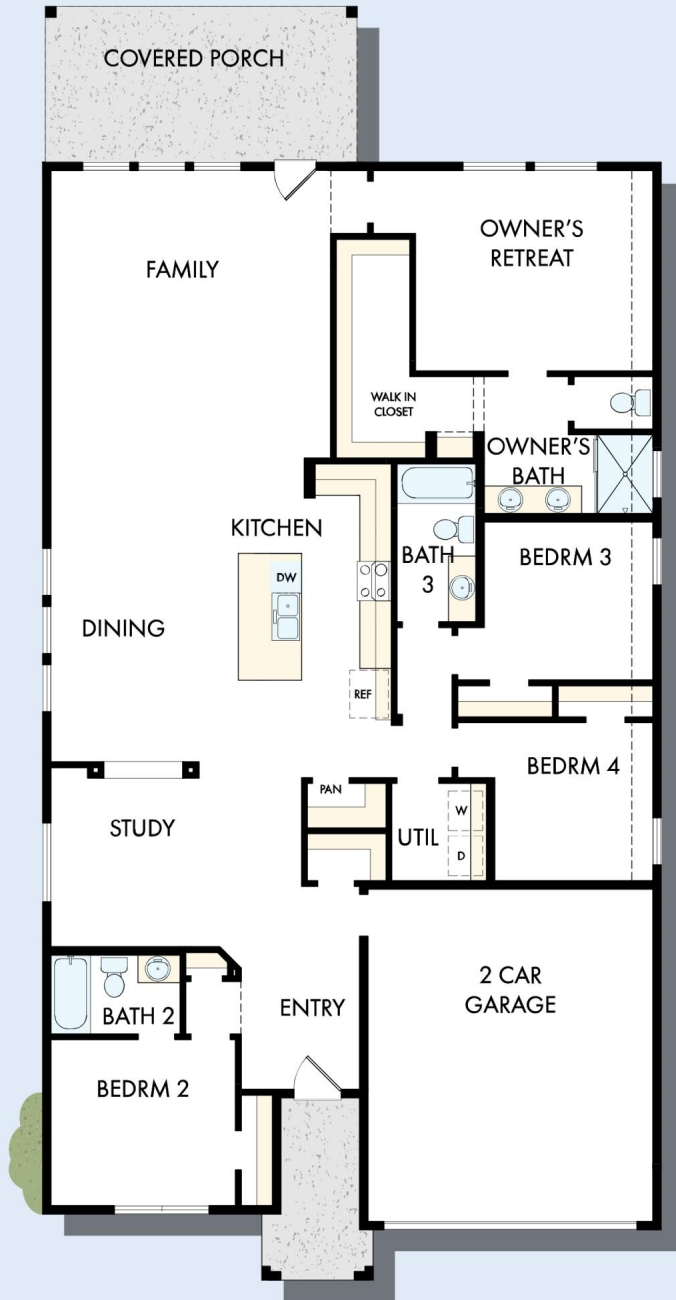 COVERED PORCH
FAMILY
OWNER'S
RETREAT
WALK IN
CLOSET
OWNER'S
BATH
KITCHEN
DW
BATH
3
BEDRM 3
DINING
REF
BEDRM 4
PAN
W
STUDY
UTIL
D
2 CAR
GARAGE
ENTRY
BATH 2
BEDRM 2